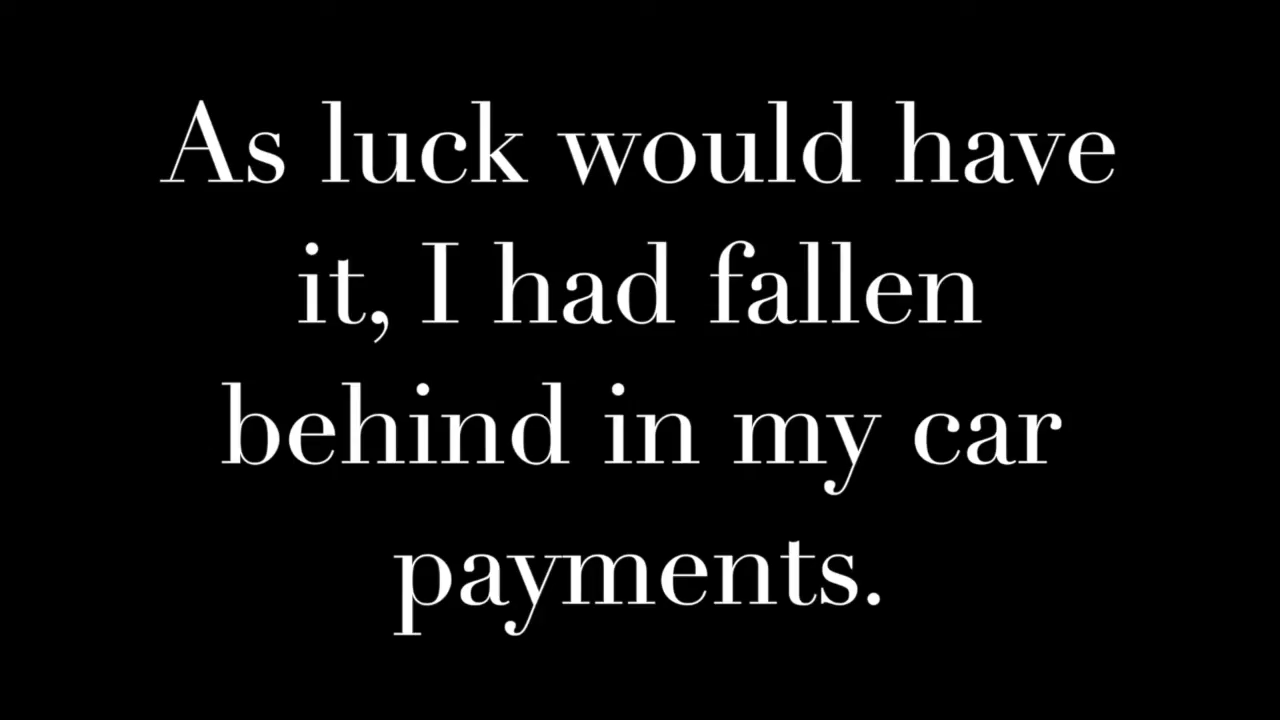 As luck would have
it, I had fallen
behind in my car
payments.